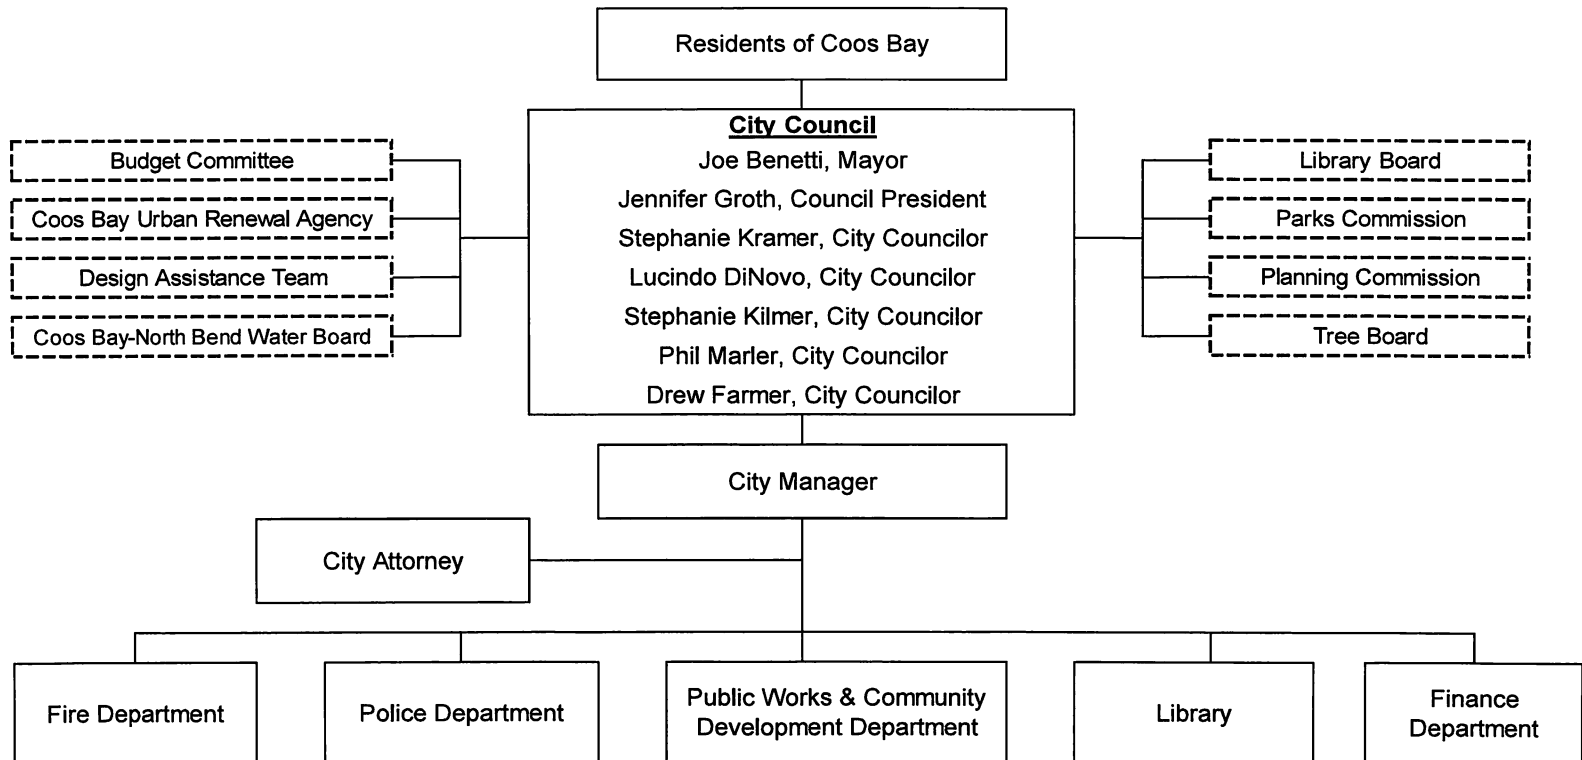 Residents of Coos Bay
City Council
Joe Benetti, Mayor
Jennifer Groth, Council President
Stephanie Kramer, City Councilor
Lucindo DiNovo, City Councilor
Stephanie Kilmer, City Councilor
Phil Marler, City Councilor
Drew Farmer, City Councilor
Budget Committee
Coos Bay Urban Renewal Agency
Design Assistance Team
Coos Bay-North Bend Water Board
Library Board
Parks Commission
Planning Commission
Tree Board
City Manager
City Attorney
Fire Department
Police Department
Public Works & Community
Development Department
Library
Finance
Department